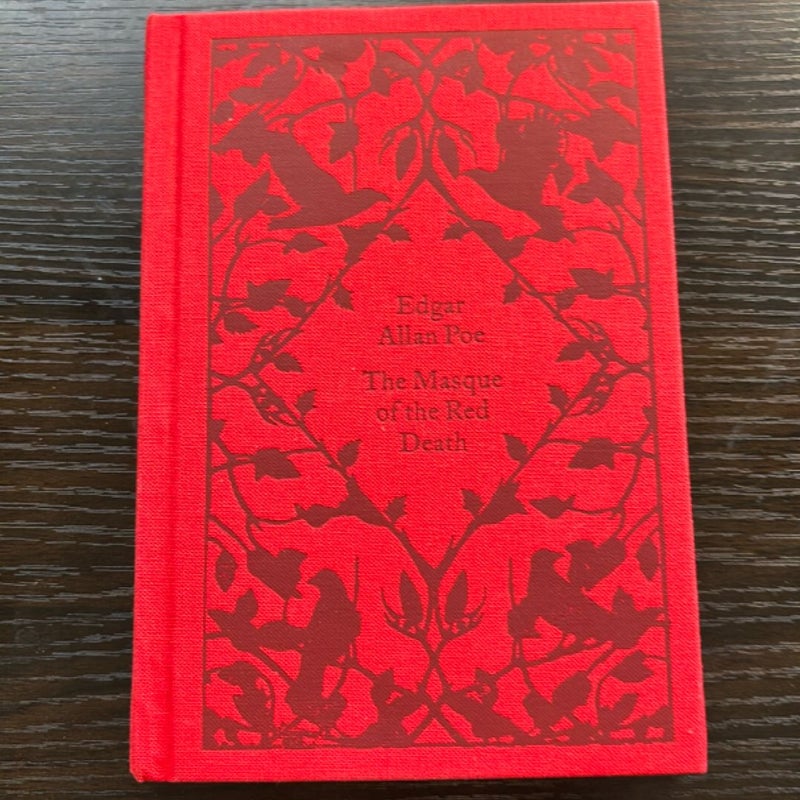 Edgar
Allan Poe
The Masque
of the Red
Death